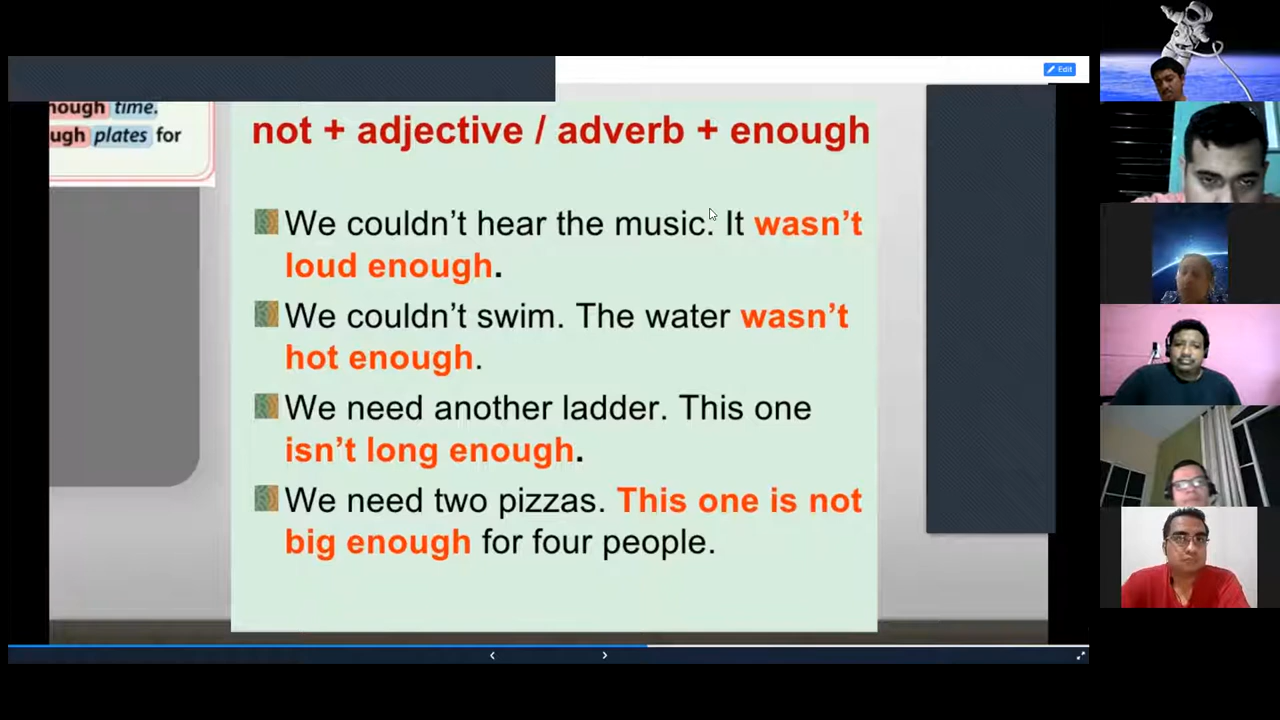 Edit
nough time.
ugh plates for
not + adjective / adverb + enough
We couldn't hear the music. It wasn't
loud enough.
We couldn't swim. The water wasn't
hot enough.
We need another ladder. This one
isn't long enough.
We need two pizzas. This one is not
big enough for four people.